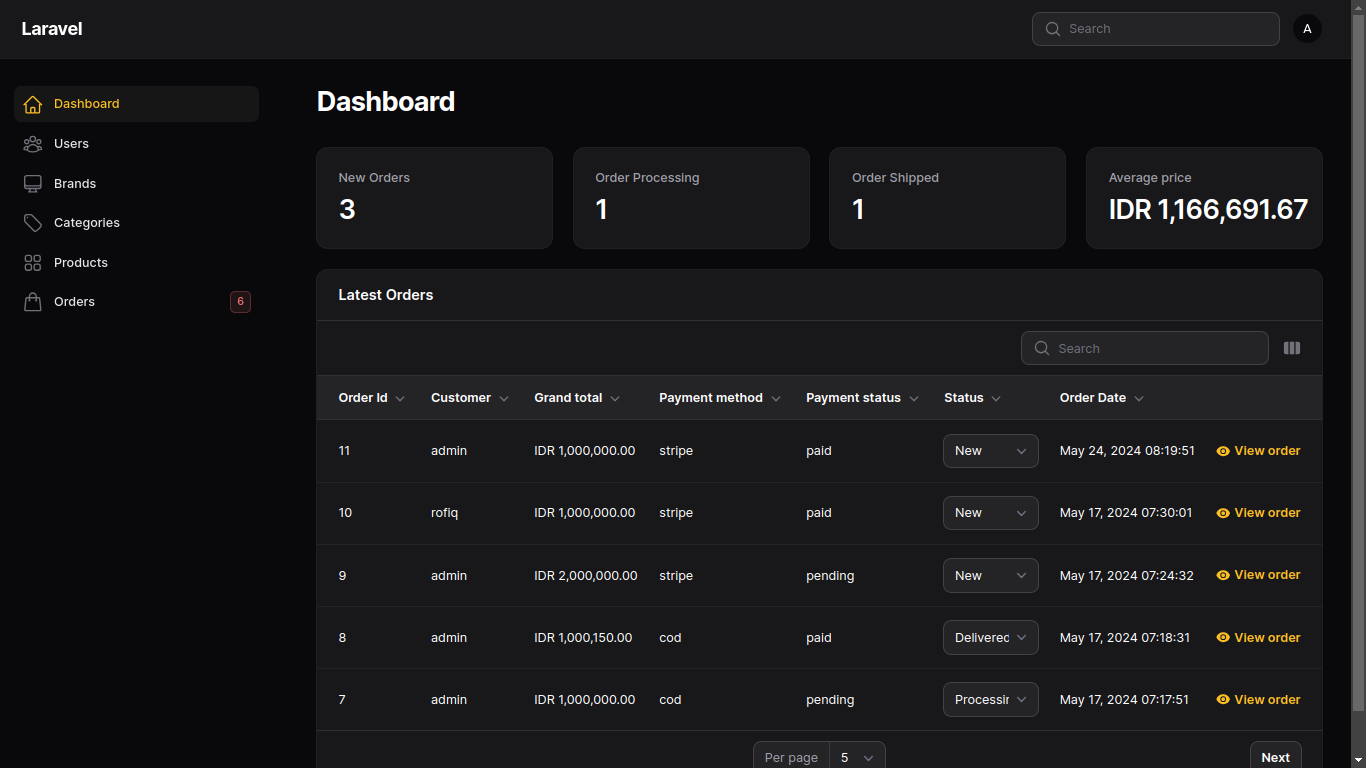 Laravel
Search
A
Dashboard
Users
Brands
Categories
Products
Orders 6
Dashboard
New Orders
3
Order Processing
1
Order Shipped
1
Average price
IDR 1,166,691.67
Latest Orders
Search
Order Id Customer Grand total Payment method Payment status Status Order Date
11 admin IDR 1,000,000.00 stripe paid New May 24, 2024 08:19:51 View order
10 rofiq IDR 1,000,000.00 stripe paid New May 17, 2024 07:30:01 View order
9 admin IDR 2,000,000.00 stripe pending New May 17, 2024 07:24:32 View order
8 admin IDR 1,000,150.00 cod paid Delivered May 17, 2024 07:18:31 View order
7 admin IDR 1,000,000.00 cod pending Processin May 17, 2024 07:17:51 View order
Per page 5 Next